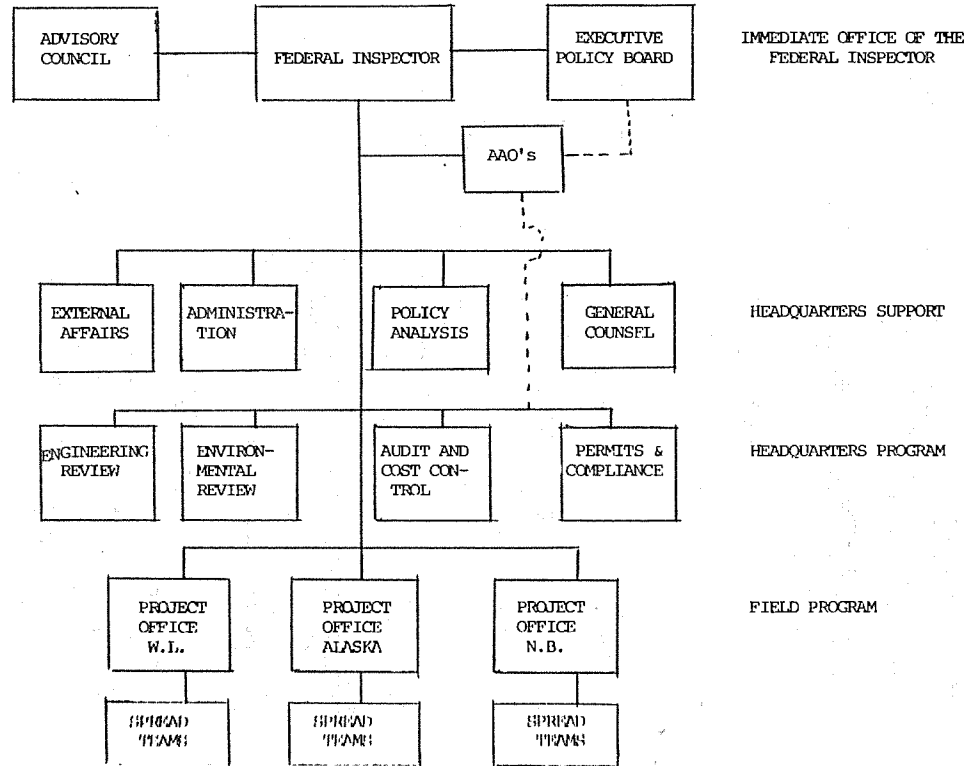 ADVISORY
COUNCIL
FEDERAL INSPECTOR
EXECUTIVE
POLICY BOARD
IMMEDIATE OFFICE OF THE
FEDERAL INSPECTOR
AAO's
EXTERNAL
AFFAIRS
ADMINISTRA-
TION
POLICY
ANALYSIS
GENERAL
COUNSEL
HEADQUARTERS SUPPORT
ENGINEERING
REVIEW
ENVIRON-
MENTAL
REVIEW
AUDIT AND
COST CON-
TROL
PERMITS &
COMPLIANCE
HEADQUARTERS PROGRAM
PROJECT
OFFICE
W.L.
PROJECT
OFFICE
ALASKA
PROJECT
OFFICE
N.B.
FIELD PROGRAM
SPREAD
TEAMS
SPREAD
TEAMS
SPREAD
TEAMS